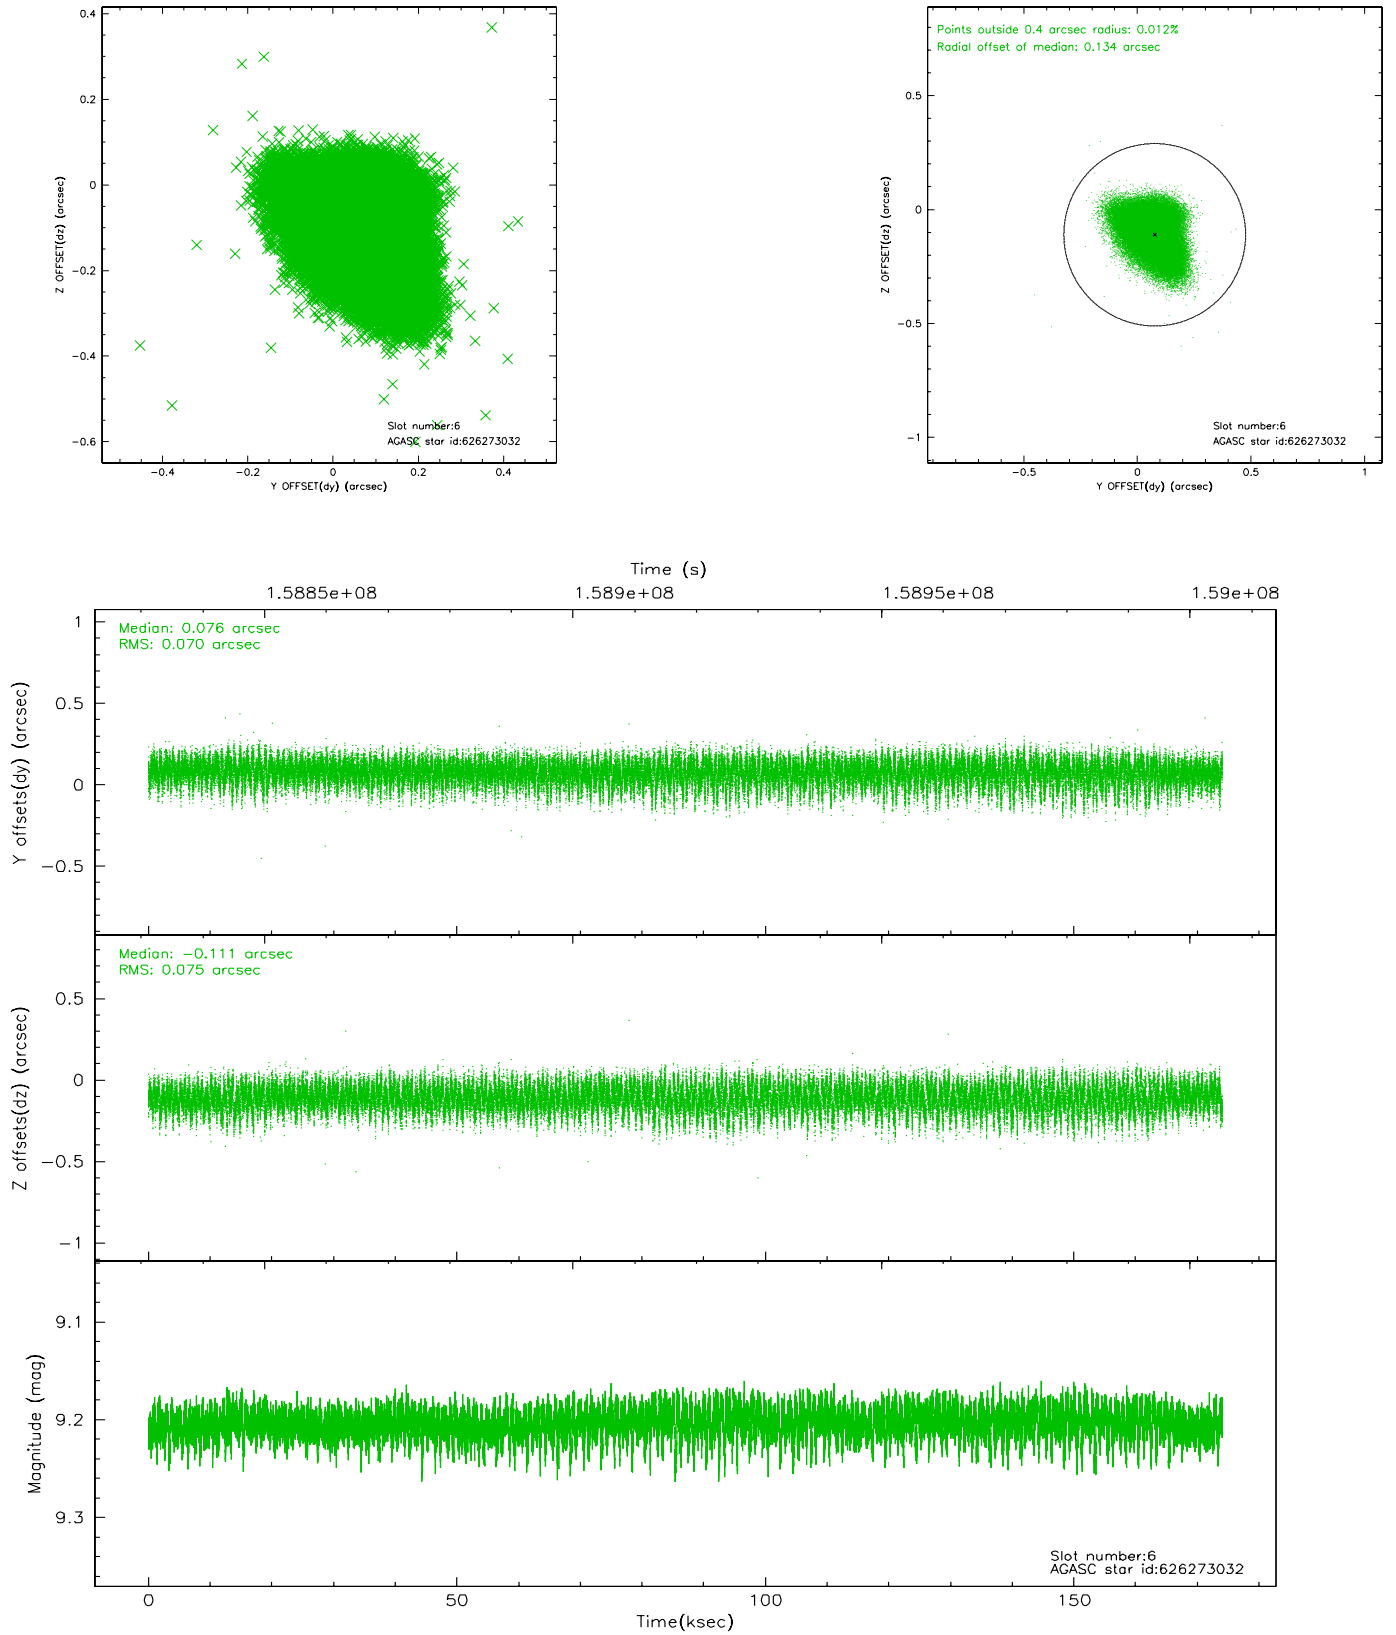 0.4
0.2
0
−0.2
−0.4
−0.6
Z OFFSET(dz) (arcsec)
Slot number:6
AGASC star id:626273032
−0.4 −0.2 0 0.2 0.4
Y OFFSET(dy) (arcsec)
Points outside 0.4 arcsec radius: 0.012%
Radial offset of median: 0.134 arcsec
0.5
0
−0.5
−1
Z OFFSET(dz) (arcsec)
Slot number:6
AGASC star id:626273032
−0.5 0 0.5 1
Y OFFSET(dy) (arcsec)
Time (s)
1.5885e+08 1.589e+08 1.5895e+08 1.59e+08
Median: 0.076 arcsec
RMS: 0.070 arcsec
1
0.5
0
−0.5
Y offsets(dy) (arcsec)
Median: −0.111 arcsec
RMS: 0.075 arcsec
0.5
0
−0.5
−1
Z offsets(dz) (arcsec)
9.1
9.2
9.3
Magnitude (mag)
Slot number:6
AGASC star id:626273032
0 50 100 150
Time(ksec)